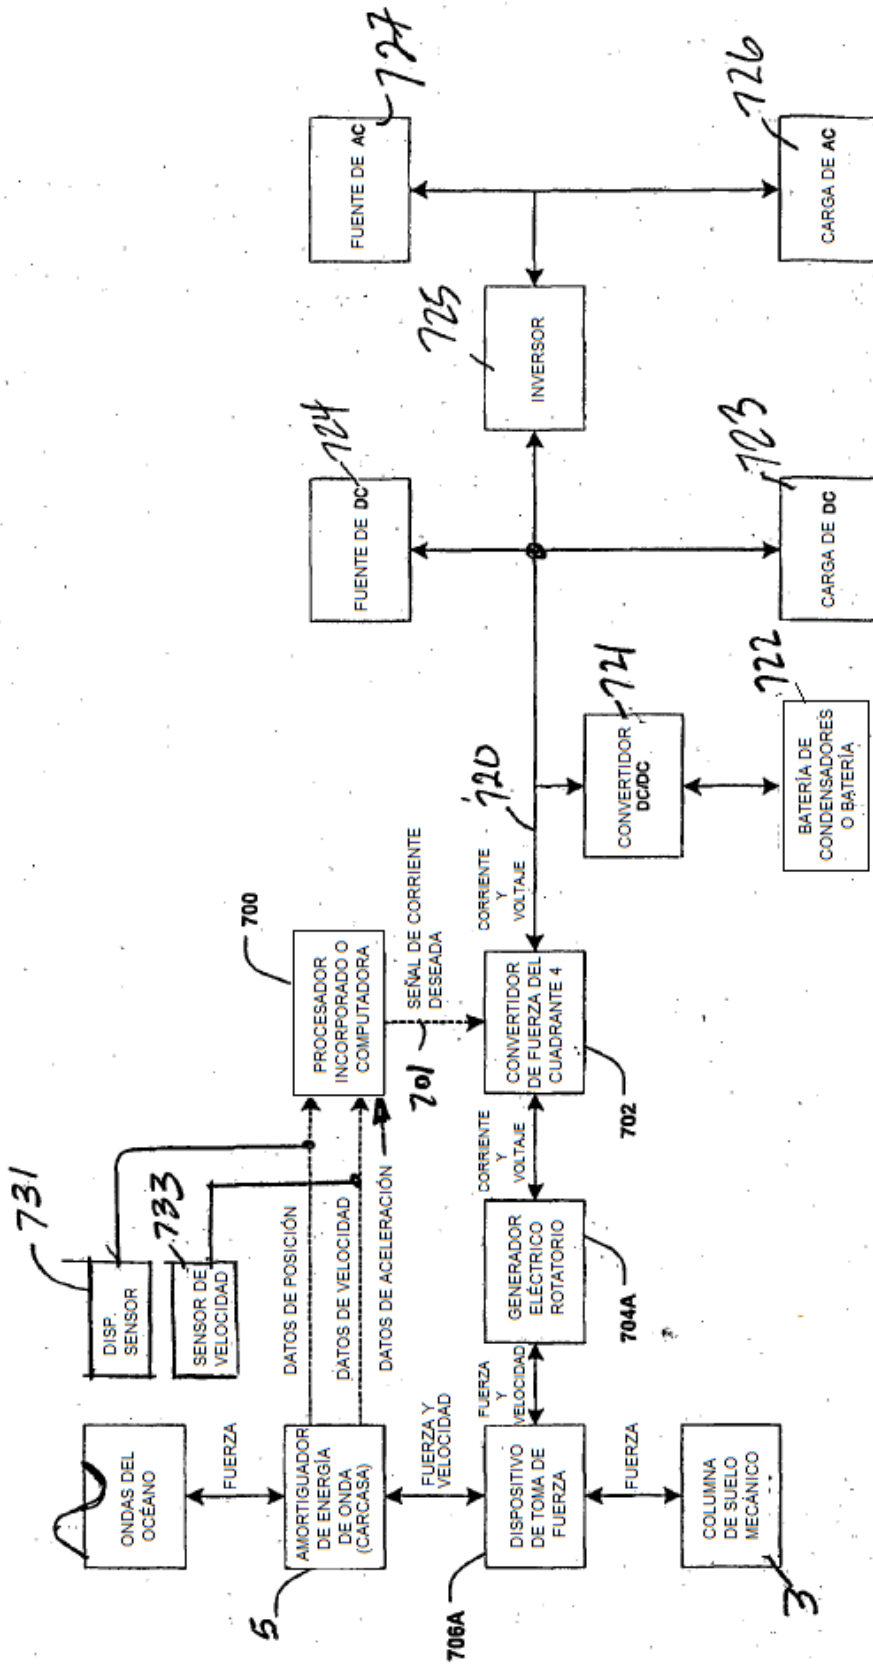 731
DISP.
SENSOR
733
SENSOR DE
VELOCIDAD
ONDAS DEL
OCÉANO
FUERZA
AMORTIGUADOR
DE ENERGÍA
DE ONDA
(CARCASA)
5
FUERZA Y
VELOCIDAD
DISPOSITIVO
DE TOMA DE
FUERZA
706A
FUERZA
COLUMNA
DE SUELO
MECÁNICO
3
DATOS DE POSICIÓN
DATOS DE VELOCIDAD
DATOS DE ACELERACIÓN
FUERZA
Y
VELOCIDAD
GENERADOR
ELÉCTRICO
ROTATORIO
704A
CORRIENTE
Y
VOLTAJE
700
PROCESADOR
INCORPORADO O
COMPUTADORA
701
SEÑAL DE CORRIENTE
DESEADA
CONVERTIDOR
DE FUERZA DEL
CUADRANTE 4
702
CORRIENTE
Y
VOLTAJE
720
CONVERTIDOR
DC/DC
721
BATERÍA DE
CONDENSADORES
O BATERÍA
722
FUENTE DE DC
724
CARGA DE DC
723
INVERSOR
725
FUENTE DE AC
727
CARGA DE AC
726